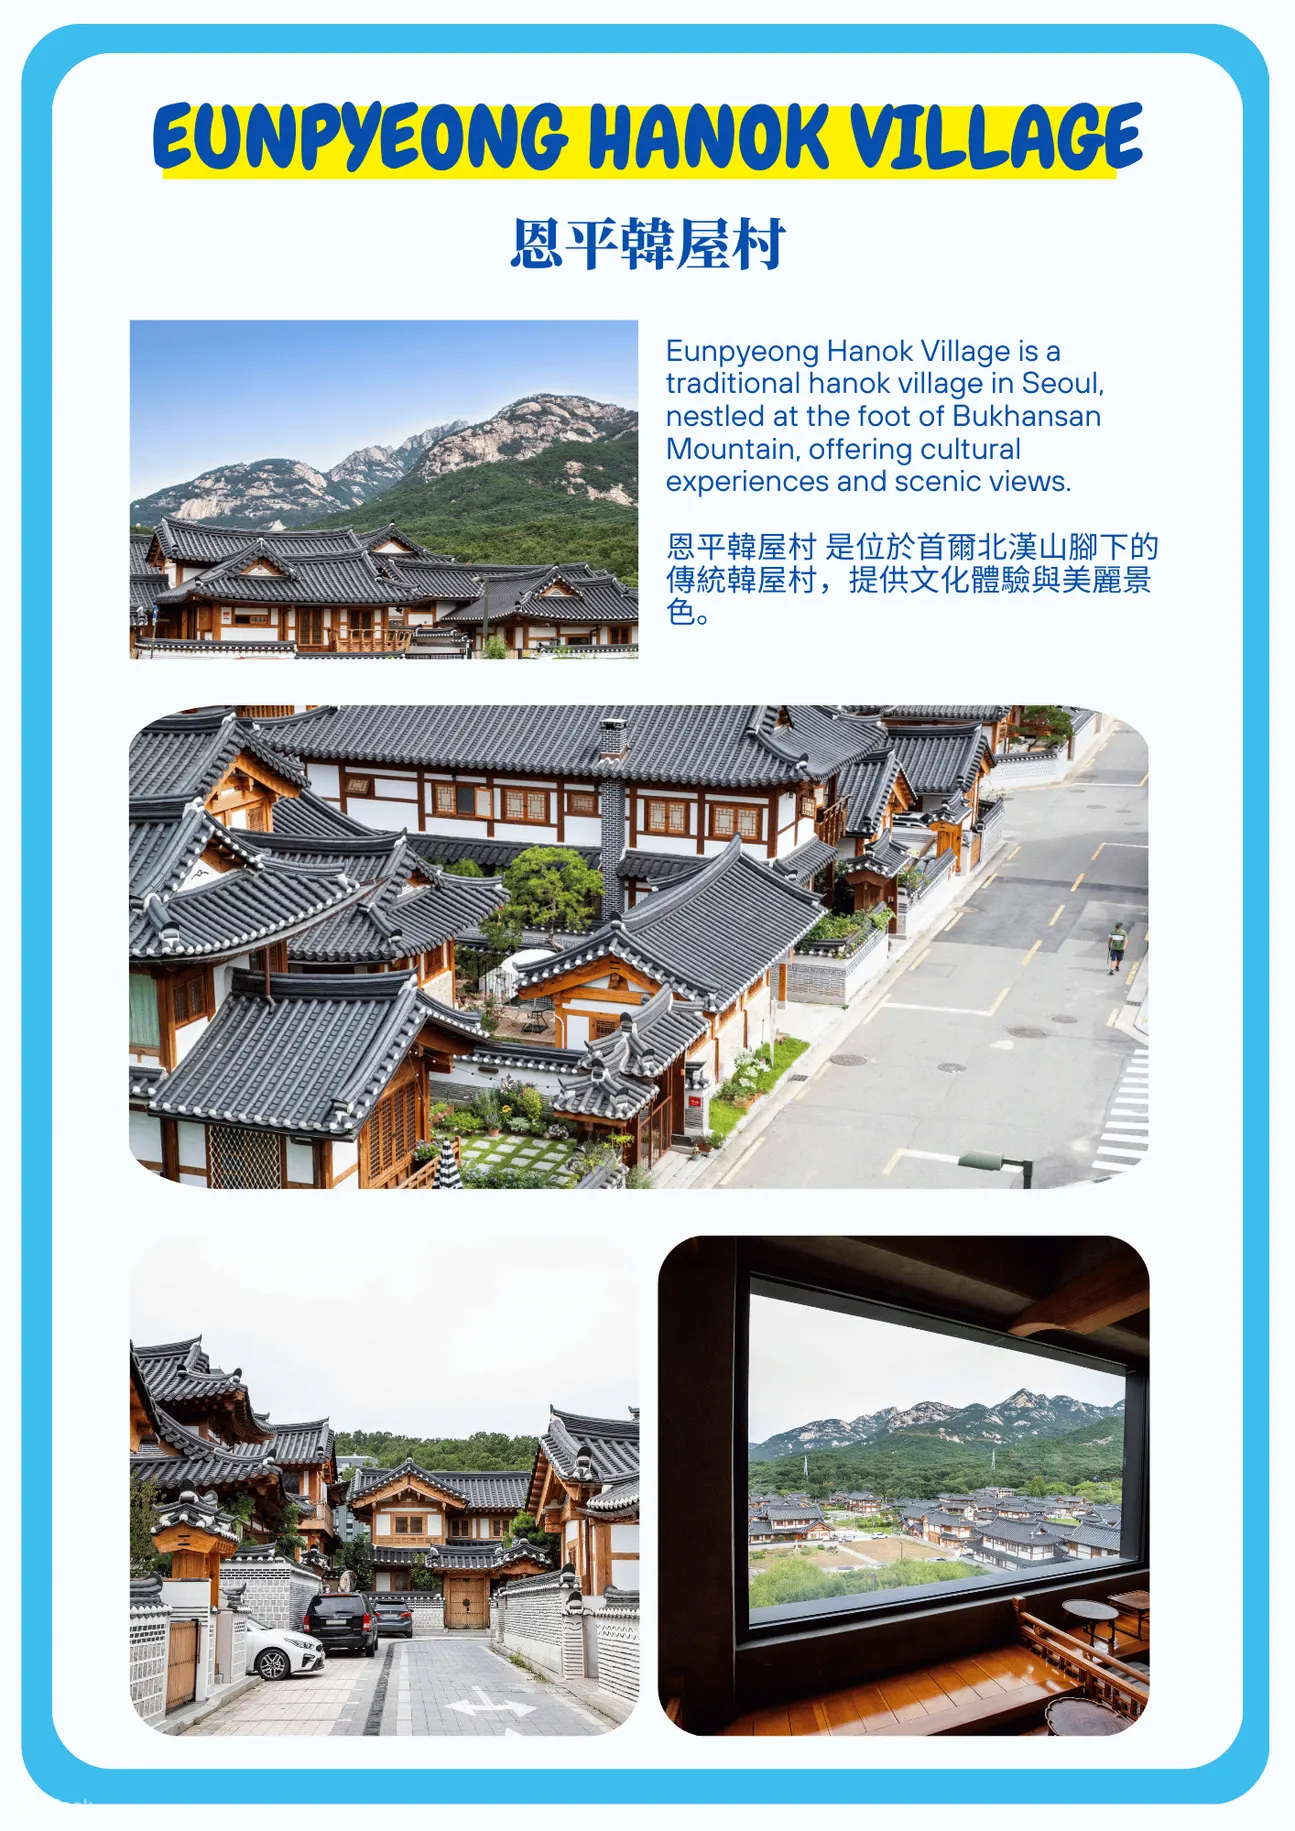 EUNPYEONG HANOK VILLAGE
恩平韓屋村
Eunpyeong Hanok Village is a
traditional hanok village in Seoul,
nestled at the foot of Bukhansan
Mountain, offering cultural
experiences and scenic views.
恩平韓屋村 是位於首爾北漢山腳下的
傳統韓屋村，提供文化體驗與美麗景
色。